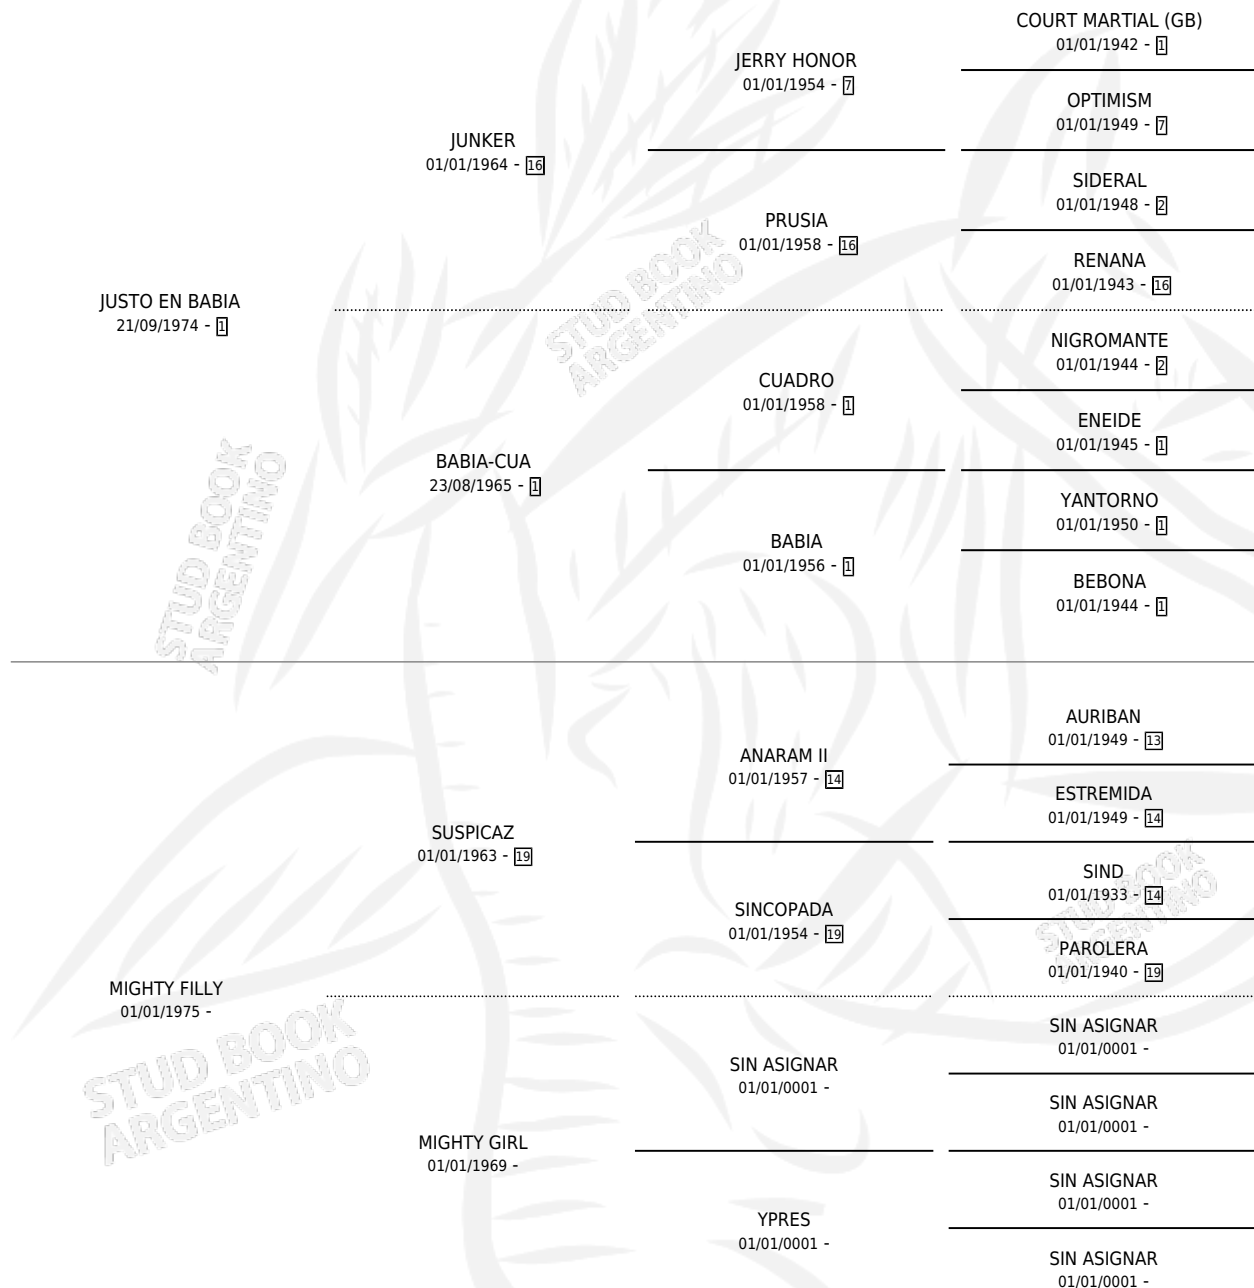 COURT MARTIAL (GB)
01/01/1942 - 1
JERRY HONOR
01/01/1954 - 7
OPTIMISM
01/01/1949 - 7
JUNKER
01/01/1964 - 16
SIDERAL
01/01/1948 - 2
PRUSIA
01/01/1958 - 16
RENANA
01/01/1943 - 16
JUSTO EN BABIA
21/09/1974 - 1
NIGROMANTE
01/01/1944 - 2
CUADRO
01/01/1958 - 1
ENEIDE
01/01/1945 - 1
BABIA-CUA
23/08/1965 - 1
YANTORNO
01/01/1950 - 1
BABIA
01/01/1956 - 1
BEBONA
01/01/1944 - 1
AURIBAN
01/01/1949 - 13
ANARAM II
01/01/1957 - 14
ESTREMIDA
01/01/1949 - 14
SUSPICAZ
01/01/1963 - 19
SIND
01/01/1933 - 14
SINCOPADA
01/01/1954 - 19
PAROLERA
01/01/1940 - 19
MIGHTY FILLY
01/01/1975 -
SIN ASIGNAR
01/01/0001 -
SIN ASIGNAR
01/01/0001 -
SIN ASIGNAR
01/01/0001 -
MIGHTY GIRL
01/01/1969 -
SIN ASIGNAR
01/01/0001 -
YPRES
01/01/0001 -
SIN ASIGNAR
01/01/0001 -
STUD BOOK
ARGENTINO
STUD BOOK
ARGENTINO
STUD BOOK
ARGENTINO
STUD BOOK
ARGENTINO